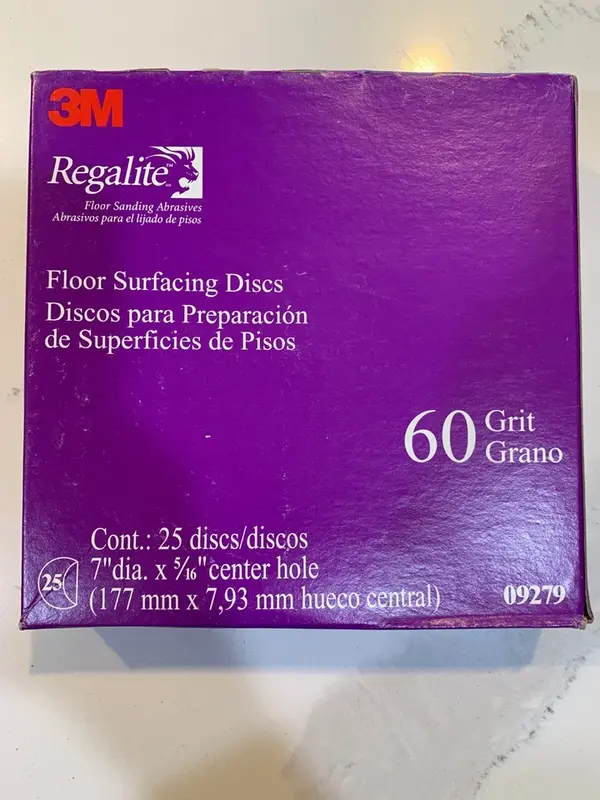 3M
Regalite™
Floor Sanding Abrasives
Abrasivos para el lijado de pisos
Floor Surfacing Discs
Discos para Preparación
de Superficies de Pisos
60 Grit
Grano
Cont.: 25 discs/discos
7"dia. x 5/16" center hole
(177 mm x 7,93 mm hueco central)
25
09279